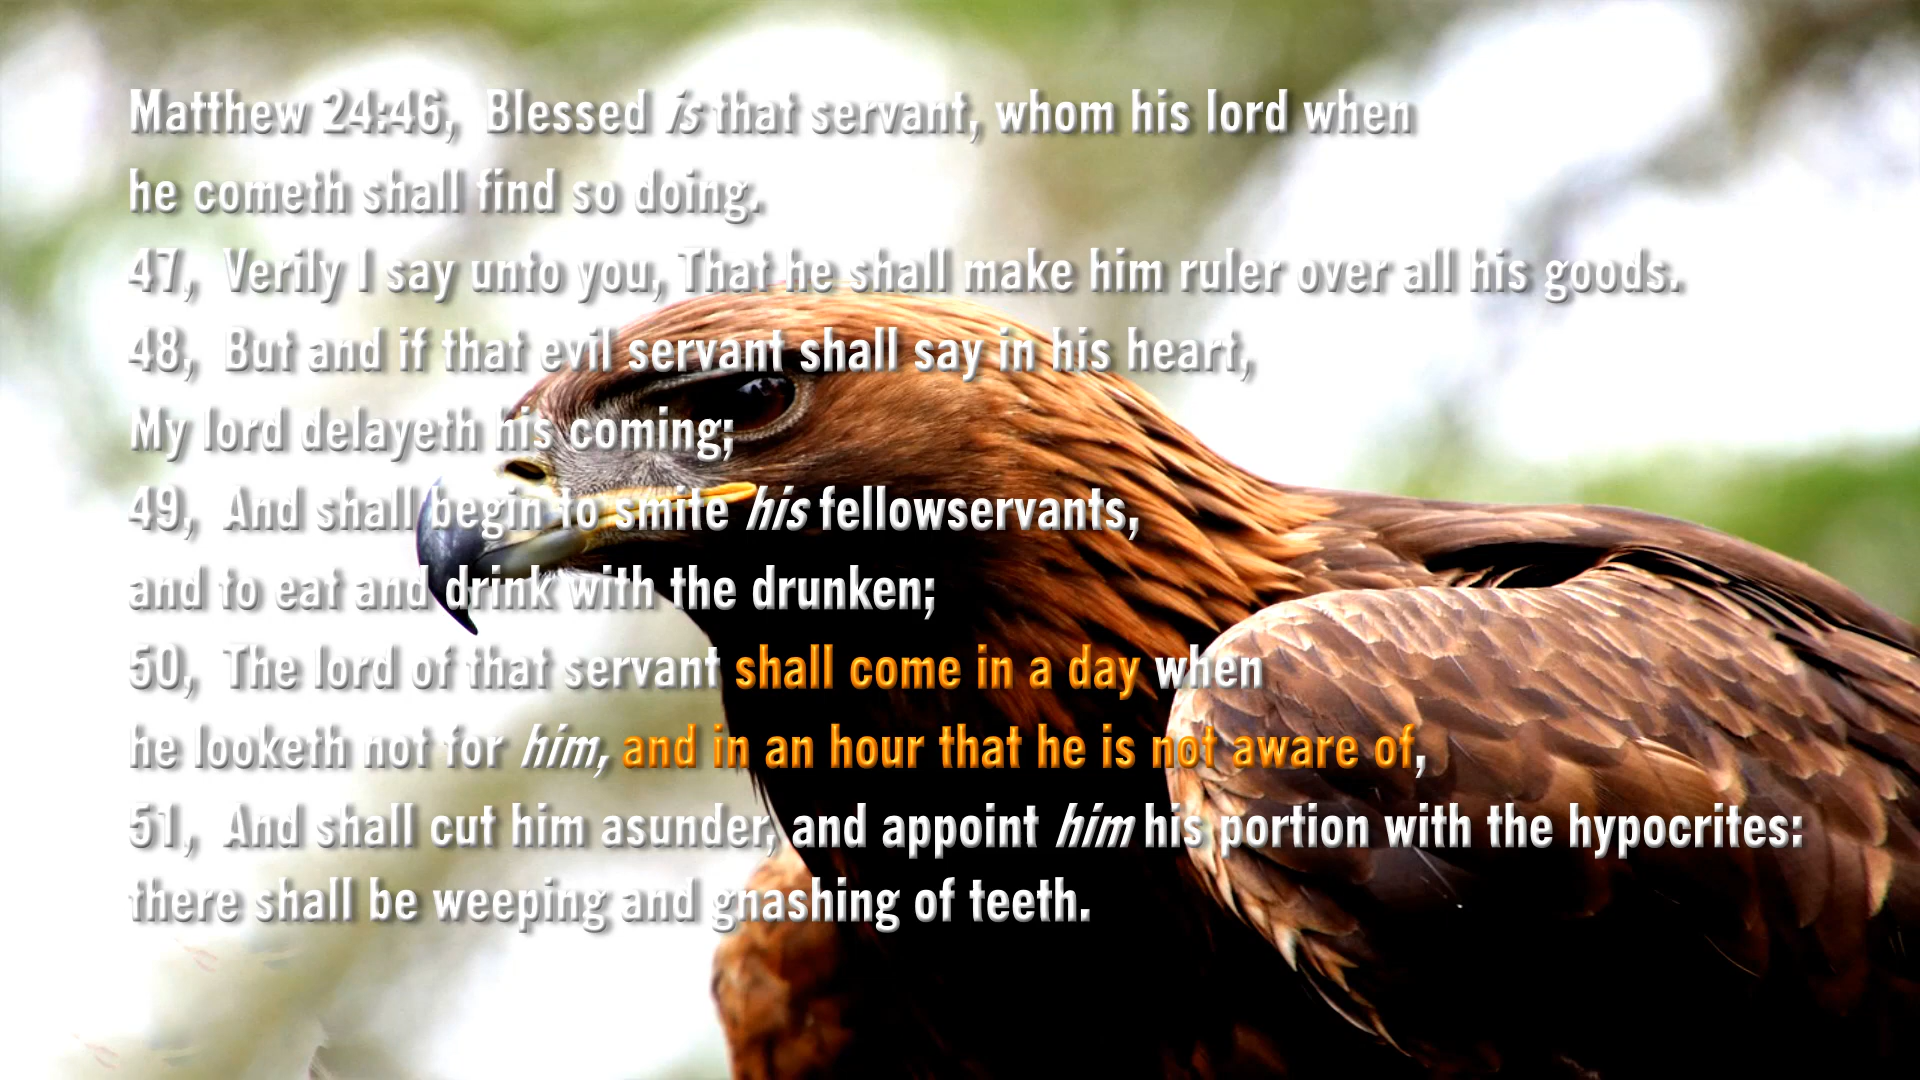 Matthew 24:46,  Blessed is that servant, whom his lord when
he cometh shall find so doing.
47,  Verily I say unto you, That he shall make him ruler over all his goods.
48,  But and if that evil servant shall say in his heart,
My lord delayeth his coming;
49,  And shall begin to smite his fellowservants,
and to eat and drink with the drunken;
50,  The lord of that servant shall come in a day when
he looketh not for him, and in an hour that he is not aware of,
51,  And shall cut him asunder, and appoint him his portion with the hypocrites:
there shall be weeping and gnashing of teeth.